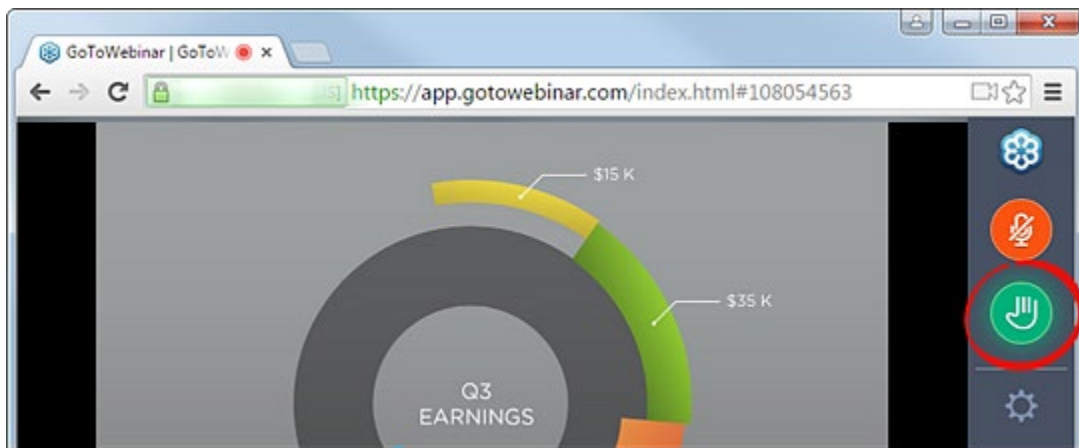 GoToWebinar | GoToW
https://app.gotowebinar.com/index.html#108054563
$15 K
$35 K
Q3
EARNINGS